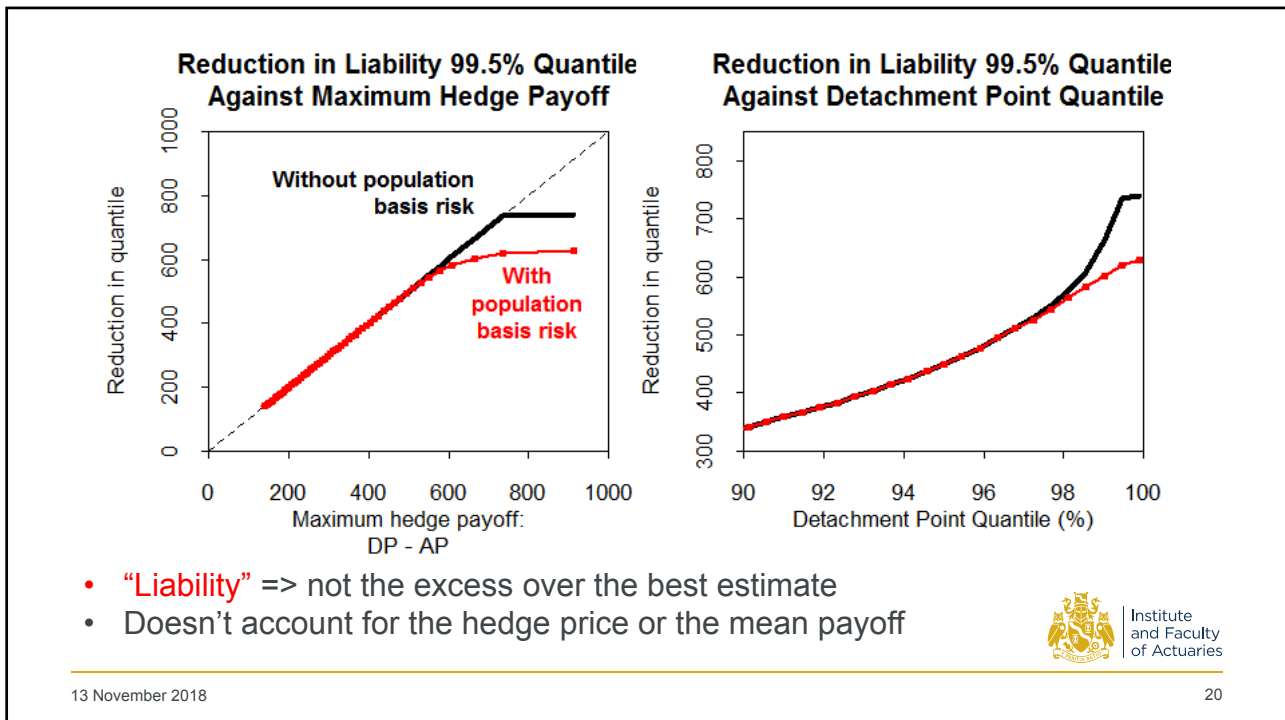 Reduction in Liability 99.5% Quantile
Against Maximum Hedge Payoff
Reduction in quantile
1000
800
600
400
200
0
Without population
basis risk
With
population
basis risk
0 200 400 600 800 1000
Maximum hedge payoff:
DP - AP
Reduction in Liability 99.5% Quantile
Against Detachment Point Quantile
Reduction in quantile
800
700
600
500
400
300
90 92 94 96 98 100
Detachment Point Quantile (%)
• “Liability” => not the excess over the best estimate
• Doesn’t account for the hedge price or the mean payoff
Institute
and Faculty
of Actuaries
13 November 2018
20